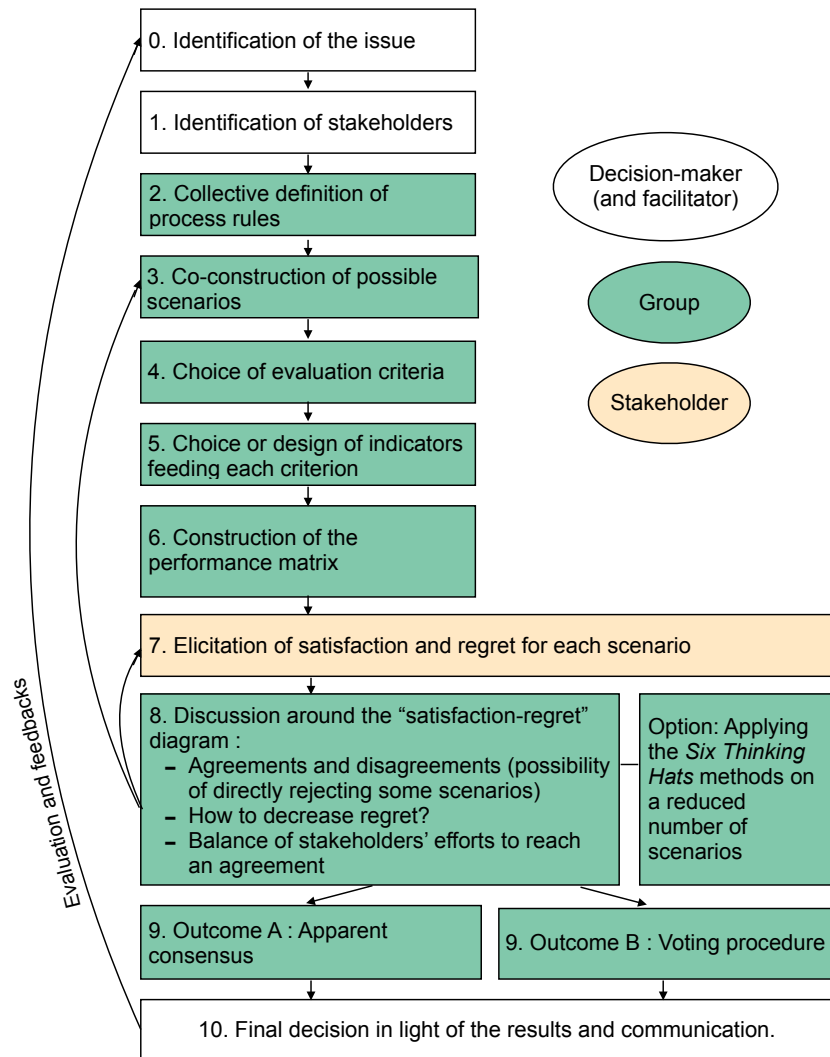 0. Identification of the issue
1. Identification of stakeholders
2. Collective definition of
process rules
3. Co-construction of possible
scenarios
4. Choice of evaluation criteria
5. Choice or design of indicators
feeding each criterion
6. Construction of the
performance matrix
7. Elicitation of satisfaction and regret for each scenario
8. Discussion around the “satisfaction-regret”
diagram :
– Agreements and disagreements (possibility
of directly rejecting some scenarios)
– How to decrease regret?
– Balance of stakeholders’ efforts to reach
an agreement
Option: Applying
the Six Thinking
Hats methods on
a reduced
number of
scenarios
9. Outcome A : Apparent
consensus
9. Outcome B : Voting procedure
10. Final decision in light of the results and communication.
Evaluation and feedbacks
Decision-maker
(and facilitator)
Group
Stakeholder